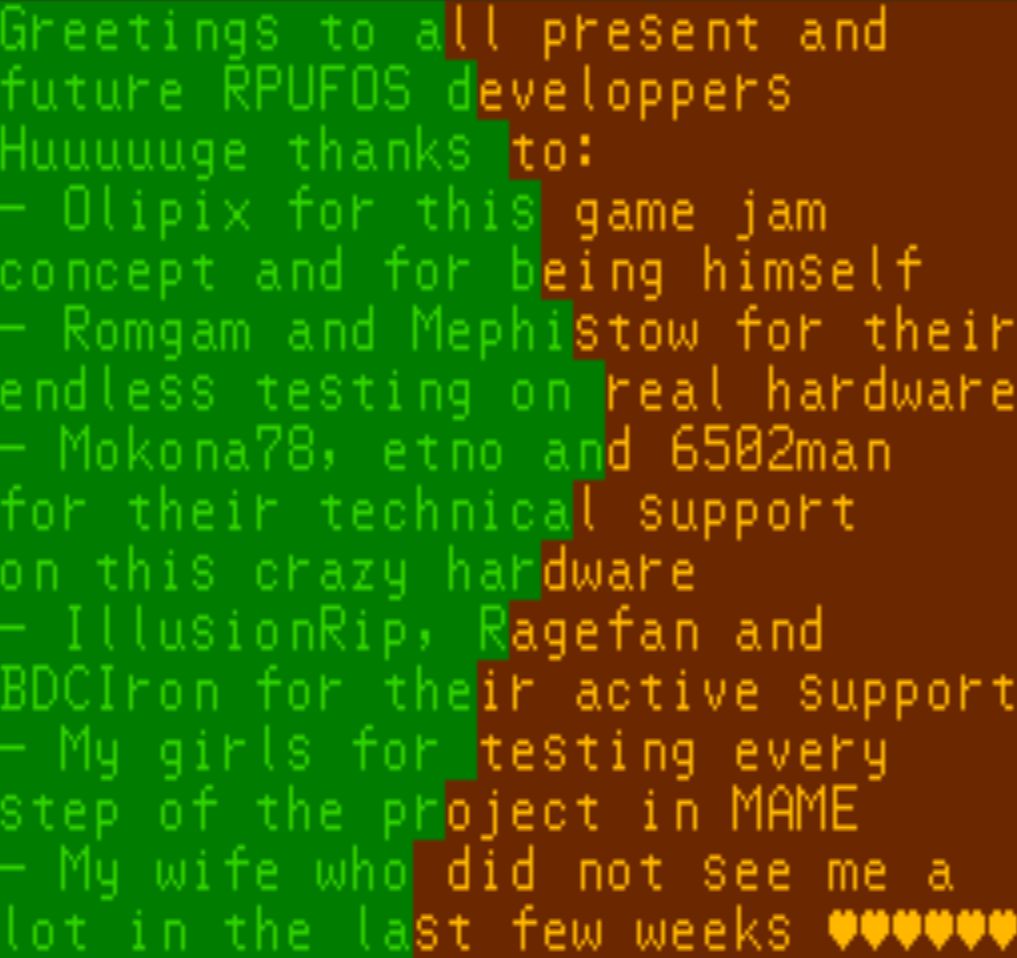 Greetings to all present and
future RPUFOS developpers
Huuuuuge thanks to:
- Olipix for this game jam
concept and for being himself
- Romgam and Mephistow for their
endless testing on real hardware
- Mokona78, etno and 6502man
for their technical support
on this crazy hardware
- IllusionRip, Ragefan and
BDCIron for their active support
- My girls for testing every
step of the project in MAME
- My wife who did not see me a
lot in the last few weeks ♥♥♥♥♥♥